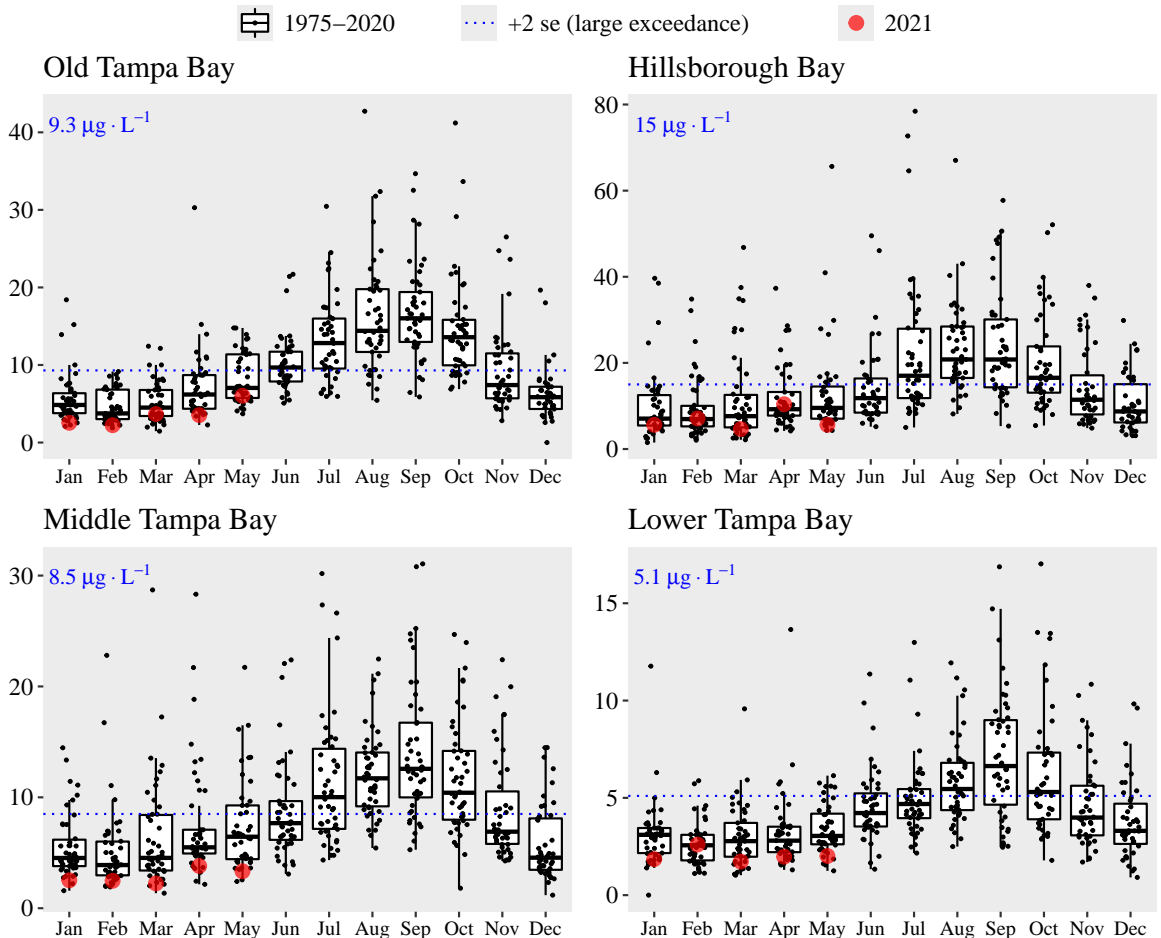 1975–2020 +2 se (large exceedance) 2021
Old Tampa Bay
9.3 μg · L⁻¹
40
30
20
10
0
Jan Feb Mar Apr May Jun Jul Aug Sep Oct Nov Dec
Hillsborough Bay
15 μg · L⁻¹
80
60
40
20
0
Jan Feb Mar Apr May Jun Jul Aug Sep Oct Nov Dec
Middle Tampa Bay
8.5 μg · L⁻¹
30
20
10
0
Jan Feb Mar Apr May Jun Jul Aug Sep Oct Nov Dec
Lower Tampa Bay
5.1 μg · L⁻¹
15
10
5
0
Jan Feb Mar Apr May Jun Jul Aug Sep Oct Nov Dec